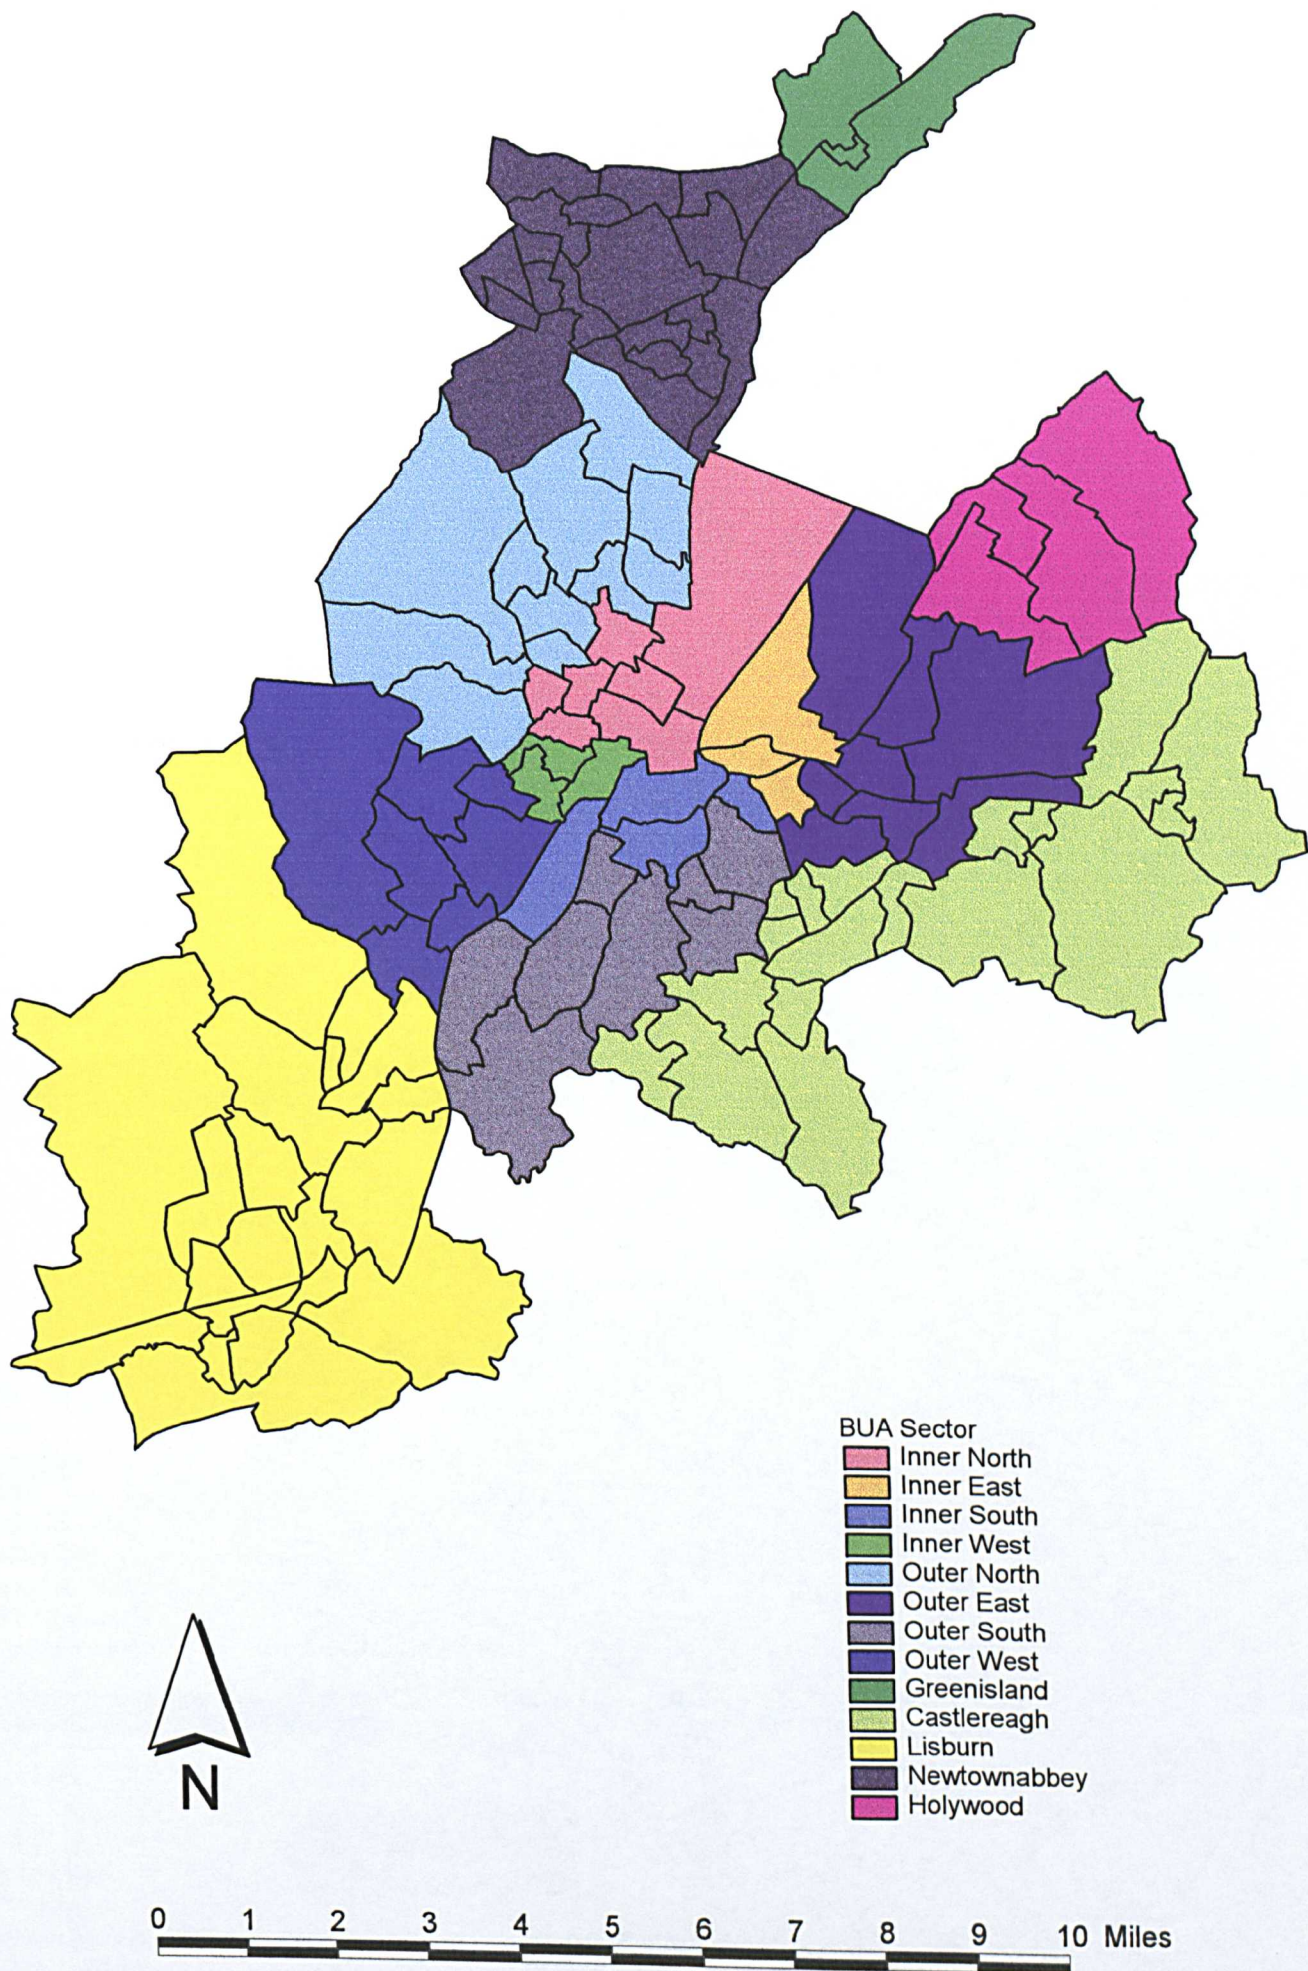 BUA Sector
Inner North
Inner East
Inner South
Inner West
Outer North
Outer East
Outer South
Outer West
Greenisland
Castlereagh
Lisburn
Newtownabbey
Holywood
N
0 1 2 3 4 5 6 7 8 9 10 Miles